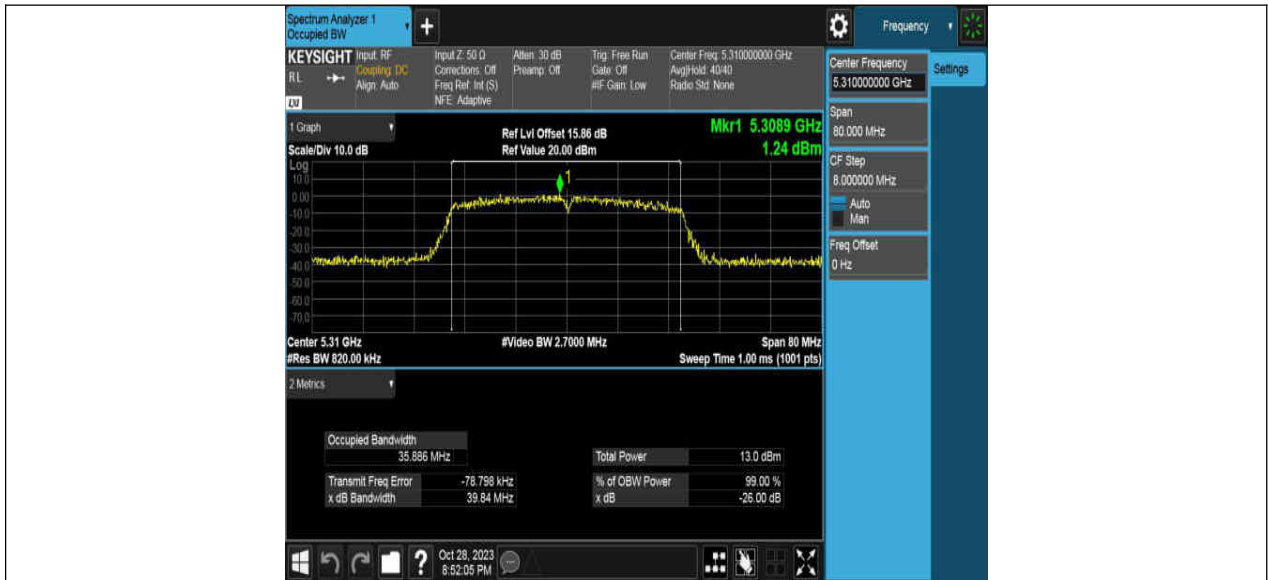 Spectrum Analyzer 1
Occupied BW
+
Frequency
KEYSIGHT
RL
LXI
Input: RF
Coupling: DC
Align: Auto
Input Z: 50 Ω
Corrections: Off
Freq Ref: Int (S)
NFE: Adaptive
Atten: 30 dB
Preamp: Off
Trig: Free Run
Gate: Off
#IF Gain: Low
Center Freq: 5.310000000 GHz
Avg|Hold: 40/40
Radio Std: None
Center Frequency
5.310000000 GHz
Settings
Span
80.000 MHz
CF Step
8.000000 MHz
Auto
Man
Freq Offset
0 Hz
1 Graph
Scale/Div 10.0 dB
Ref Lvl Offset 15.86 dB
Ref Value 20.00 dBm
Mkr1 5.3089 GHz
1.24 dBm
Log
10.0
0.00
-10.0
-20.0
-30.0
-40.0
-50.0
-60.0
-70.0
1
Center 5.31 GHz
#Res BW 820.00 kHz
#Video BW 2.7000 MHz
Span 80 MHz
Sweep Time 1.00 ms (1001 pts)
2 Metrics
Occupied Bandwidth
35.886 MHz
Total Power 13.0 dBm
Transmit Freq Error -78.798 kHz
% of OBW Power 99.00 %
x dB Bandwidth 39.84 MHz
x dB -26.00 dB
?
Oct 28, 2023
8:52:05 PM